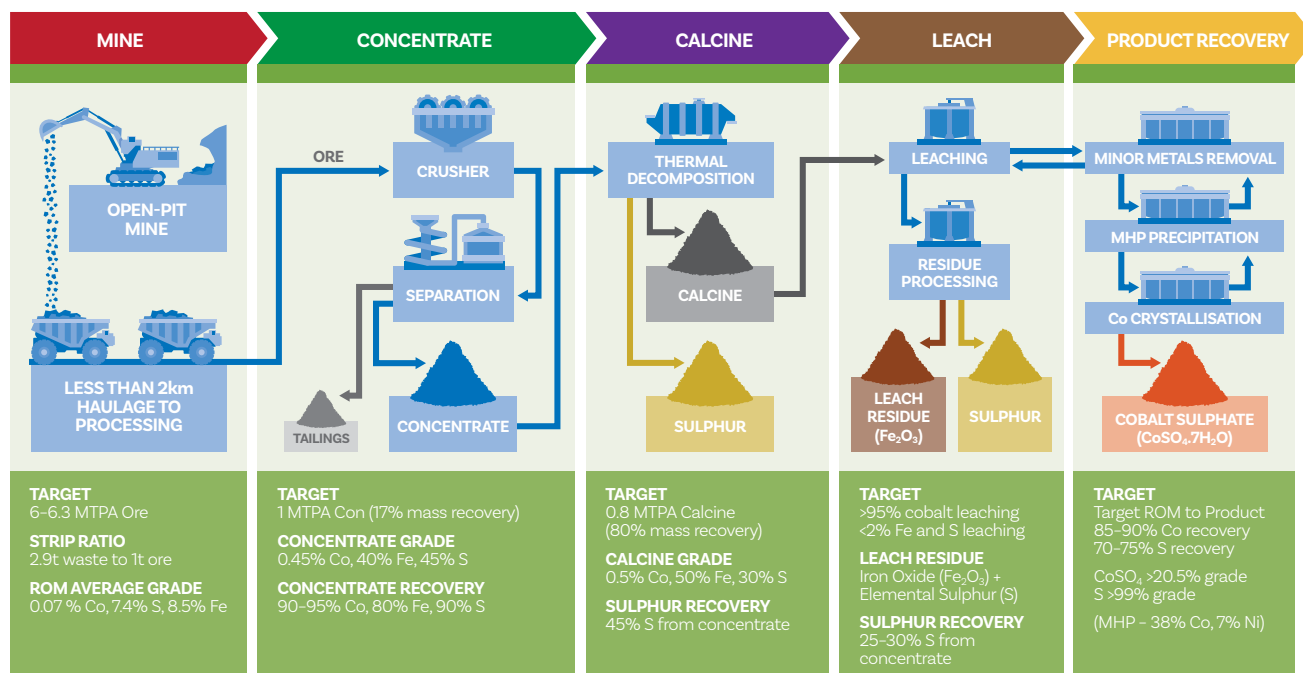 MINE
CONCENTRATE
CALCINE
LEACH
PRODUCT RECOVERY
OPEN-PIT
MINE
LESS THAN 2km
HAULAGE TO
PROCESSING
ORE
CRUSHER
SEPARATION
TAILINGS
CONCENTRATE
THERMAL
DECOMPOSITION
CALCINE
SULPHUR
LEACHING
RESIDUE
PROCESSING
LEACH
RESIDUE
(Fe₂O₃)
SULPHUR
MINOR METALS REMOVAL
MHP PRECIPITATION
Co CRYSTALLISATION
COBALT SULPHATE
(CoSO₄.7H₂O)
TARGET
6–6.3 MTPA Ore
STRIP RATIO
2.9t waste to 1t ore
ROM AVERAGE GRADE
0.07 % Co, 7.4% S, 8.5% Fe
TARGET
1 MTPA Con (17% mass recovery)
CONCENTRATE GRADE
0.45% Co, 40% Fe, 45% S
CONCENTRATE RECOVERY
90–95% Co, 80% Fe, 90% S
TARGET
0.8 MTPA Calcine
(80% mass recovery)
CALCINE GRADE
0.5% Co, 50% Fe, 30% S
SULPHUR RECOVERY
45% S from concentrate
TARGET
>95% cobalt leaching
<2% Fe and S leaching
LEACH RESIDUE
Iron Oxide (Fe₂O₃) +
Elemental Sulphur (S)
SULPHUR RECOVERY
25–30% S from
concentrate
TARGET
Target ROM to Product
85–90% Co recovery
70–75% S recovery
CoSO₄ >20.5% grade
S >99% grade
(MHP – 38% Co, 7% Ni)